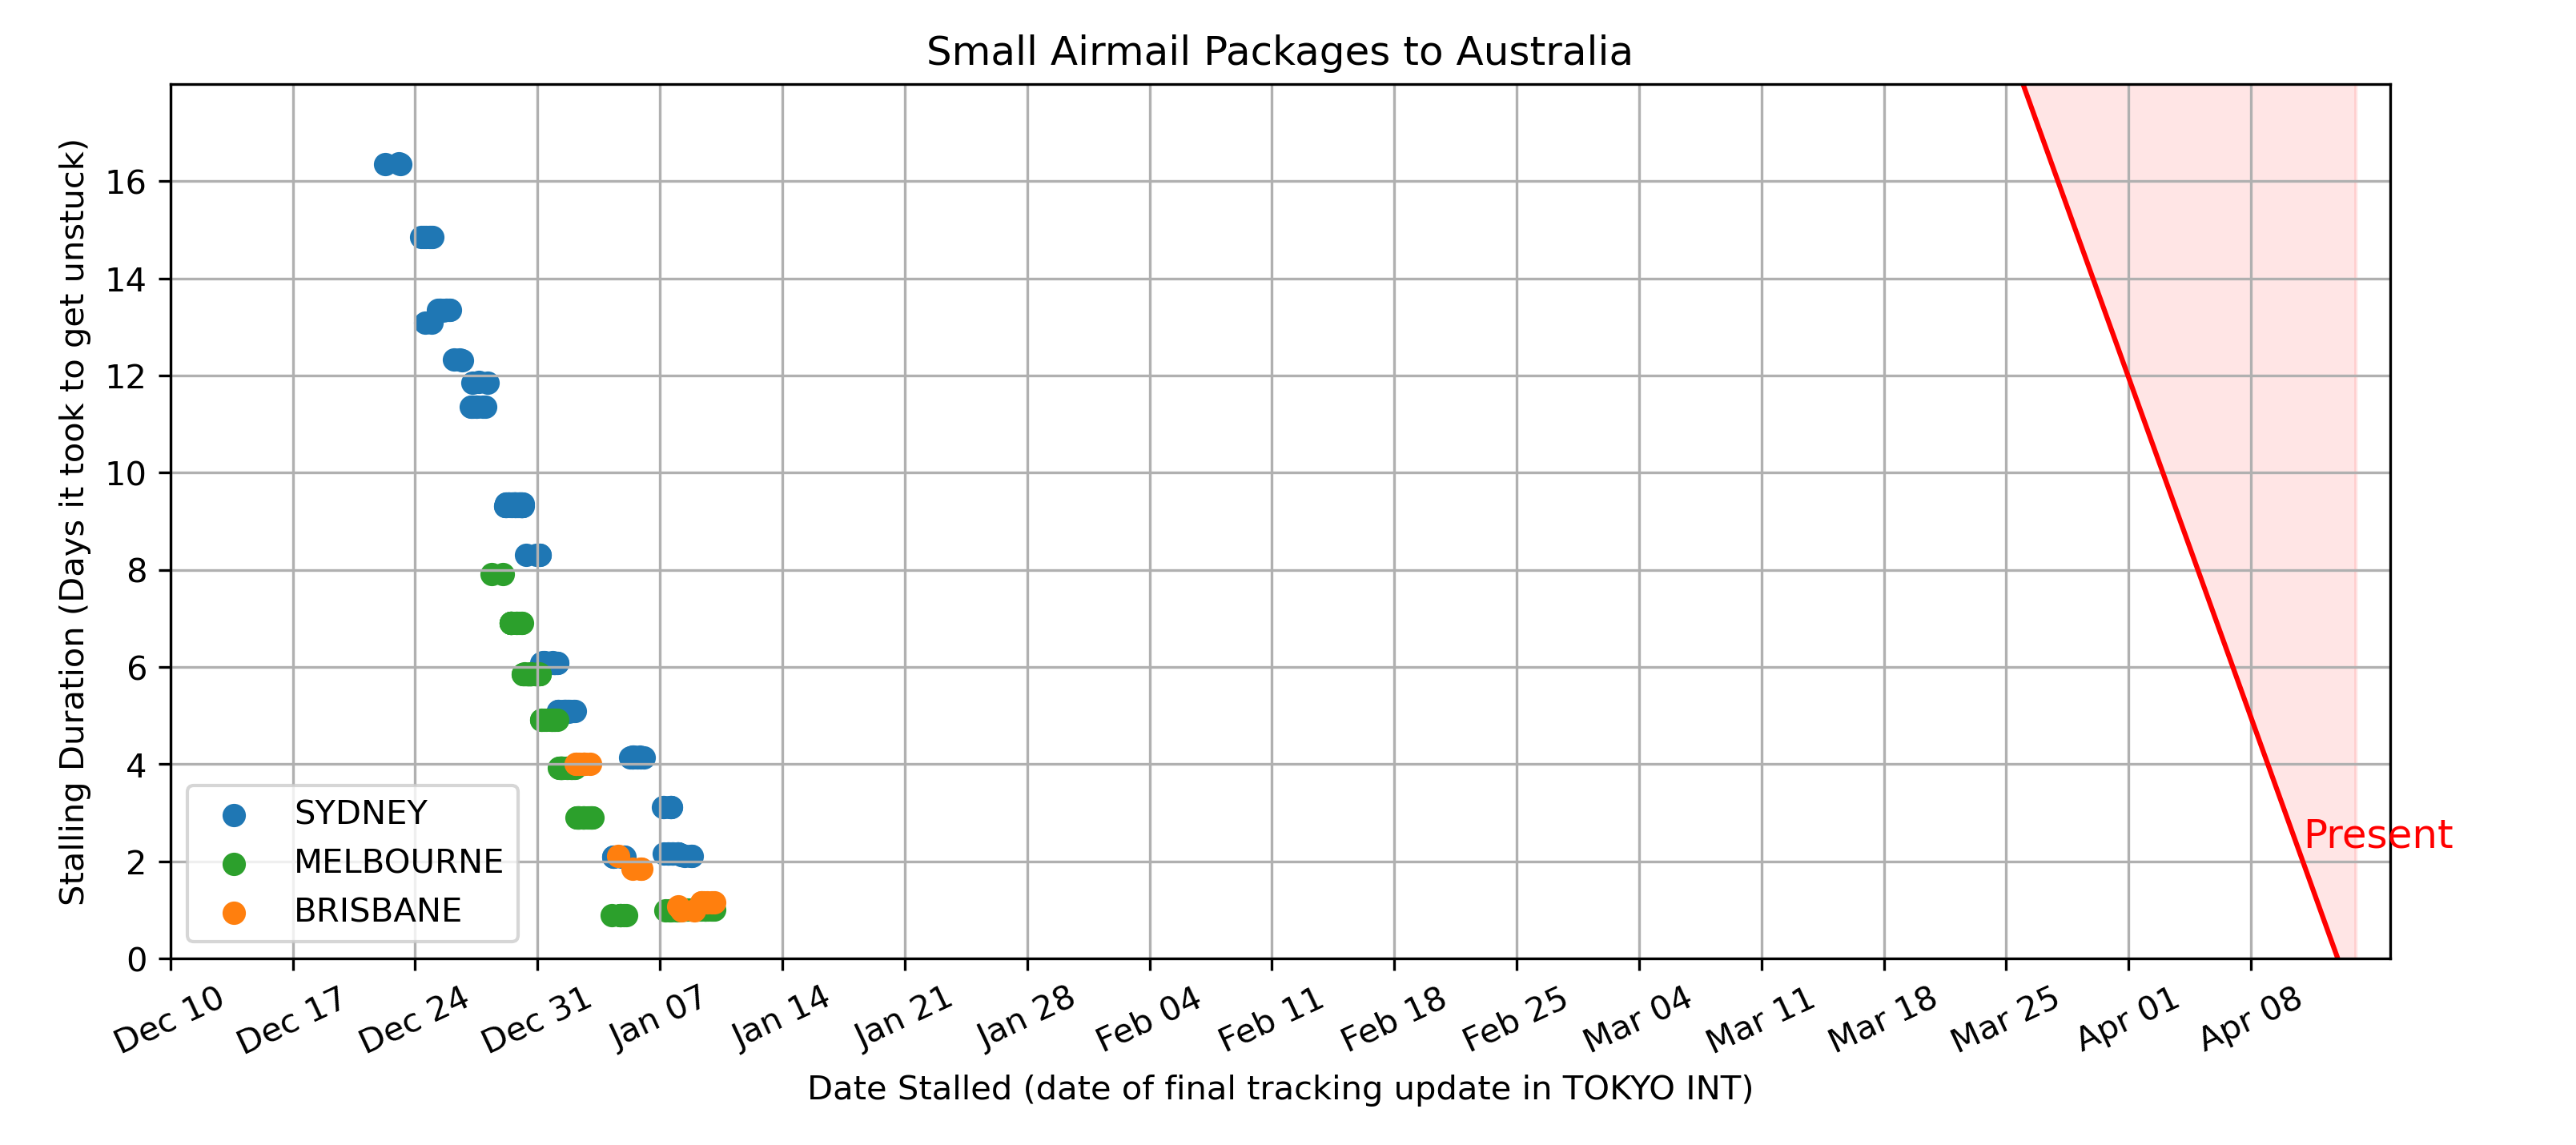 Small Airmail Packages to Australia
Stalling Duration (Days it took to get unstuck)
16
14
12
10
8
6
4
2
0
SYDNEY
MELBOURNE
BRISBANE
Present
Dec 10
Dec 17
Dec 24
Dec 31
Jan 07
Jan 14
Jan 21
Jan 28
Feb 04
Feb 11
Feb 18
Feb 25
Mar 04
Mar 11
Mar 18
Mar 25
Apr 01
Apr 08
Date Stalled (date of final tracking update in TOKYO INT)